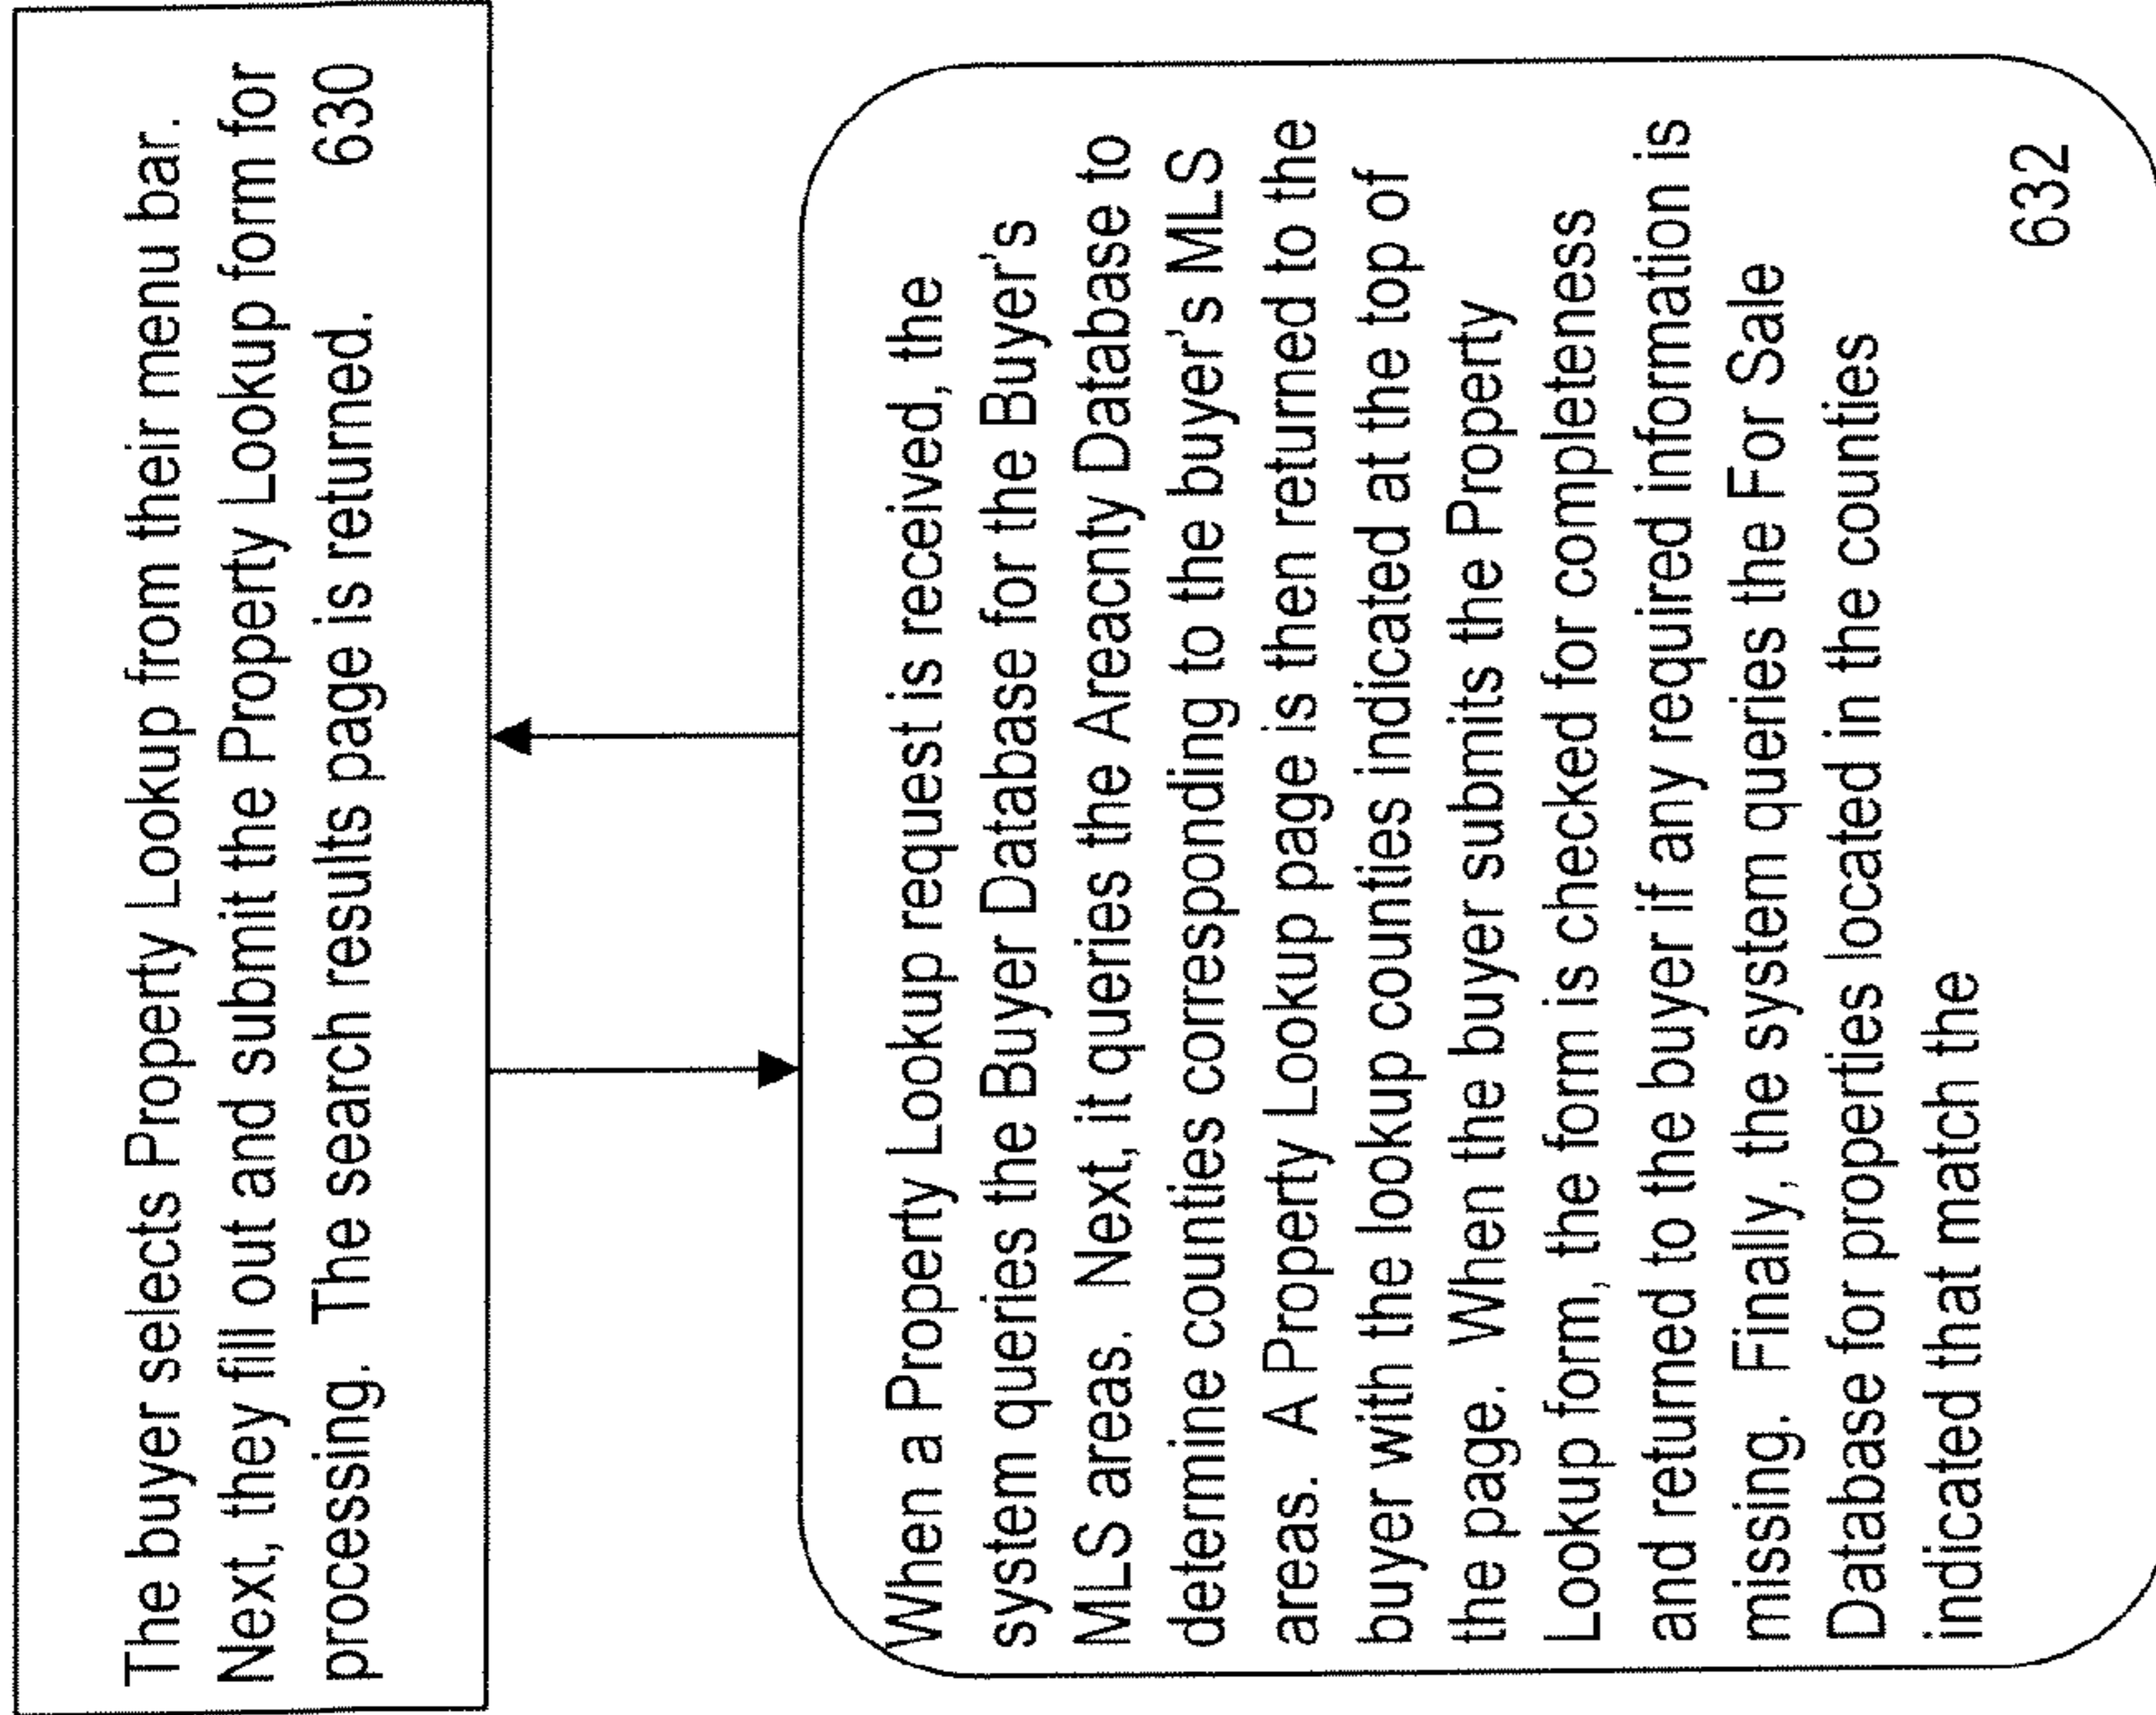 The buyer selects Property Lookup from their menu bar.
Next, they fill out and submit the Property Lookup form for
processing. The search results page is returned. 630
When a Property Lookup request is received, the
system queries the Buyer Database for the Buyer's
MLS areas. Next, it queries the Areacnty Database to
determine counties corresponding to the buyer's MLS
areas. A Property Lookup page is then returned to the
buyer with the lookup counties indicated at the top of
the page. When the buyer submits the Property
Lookup form, the form is checked for completeness
and returned to the buyer if any required information is
missing. Finally, the system queries the For Sale
Database for properties located in the counties
indicated that match the
632